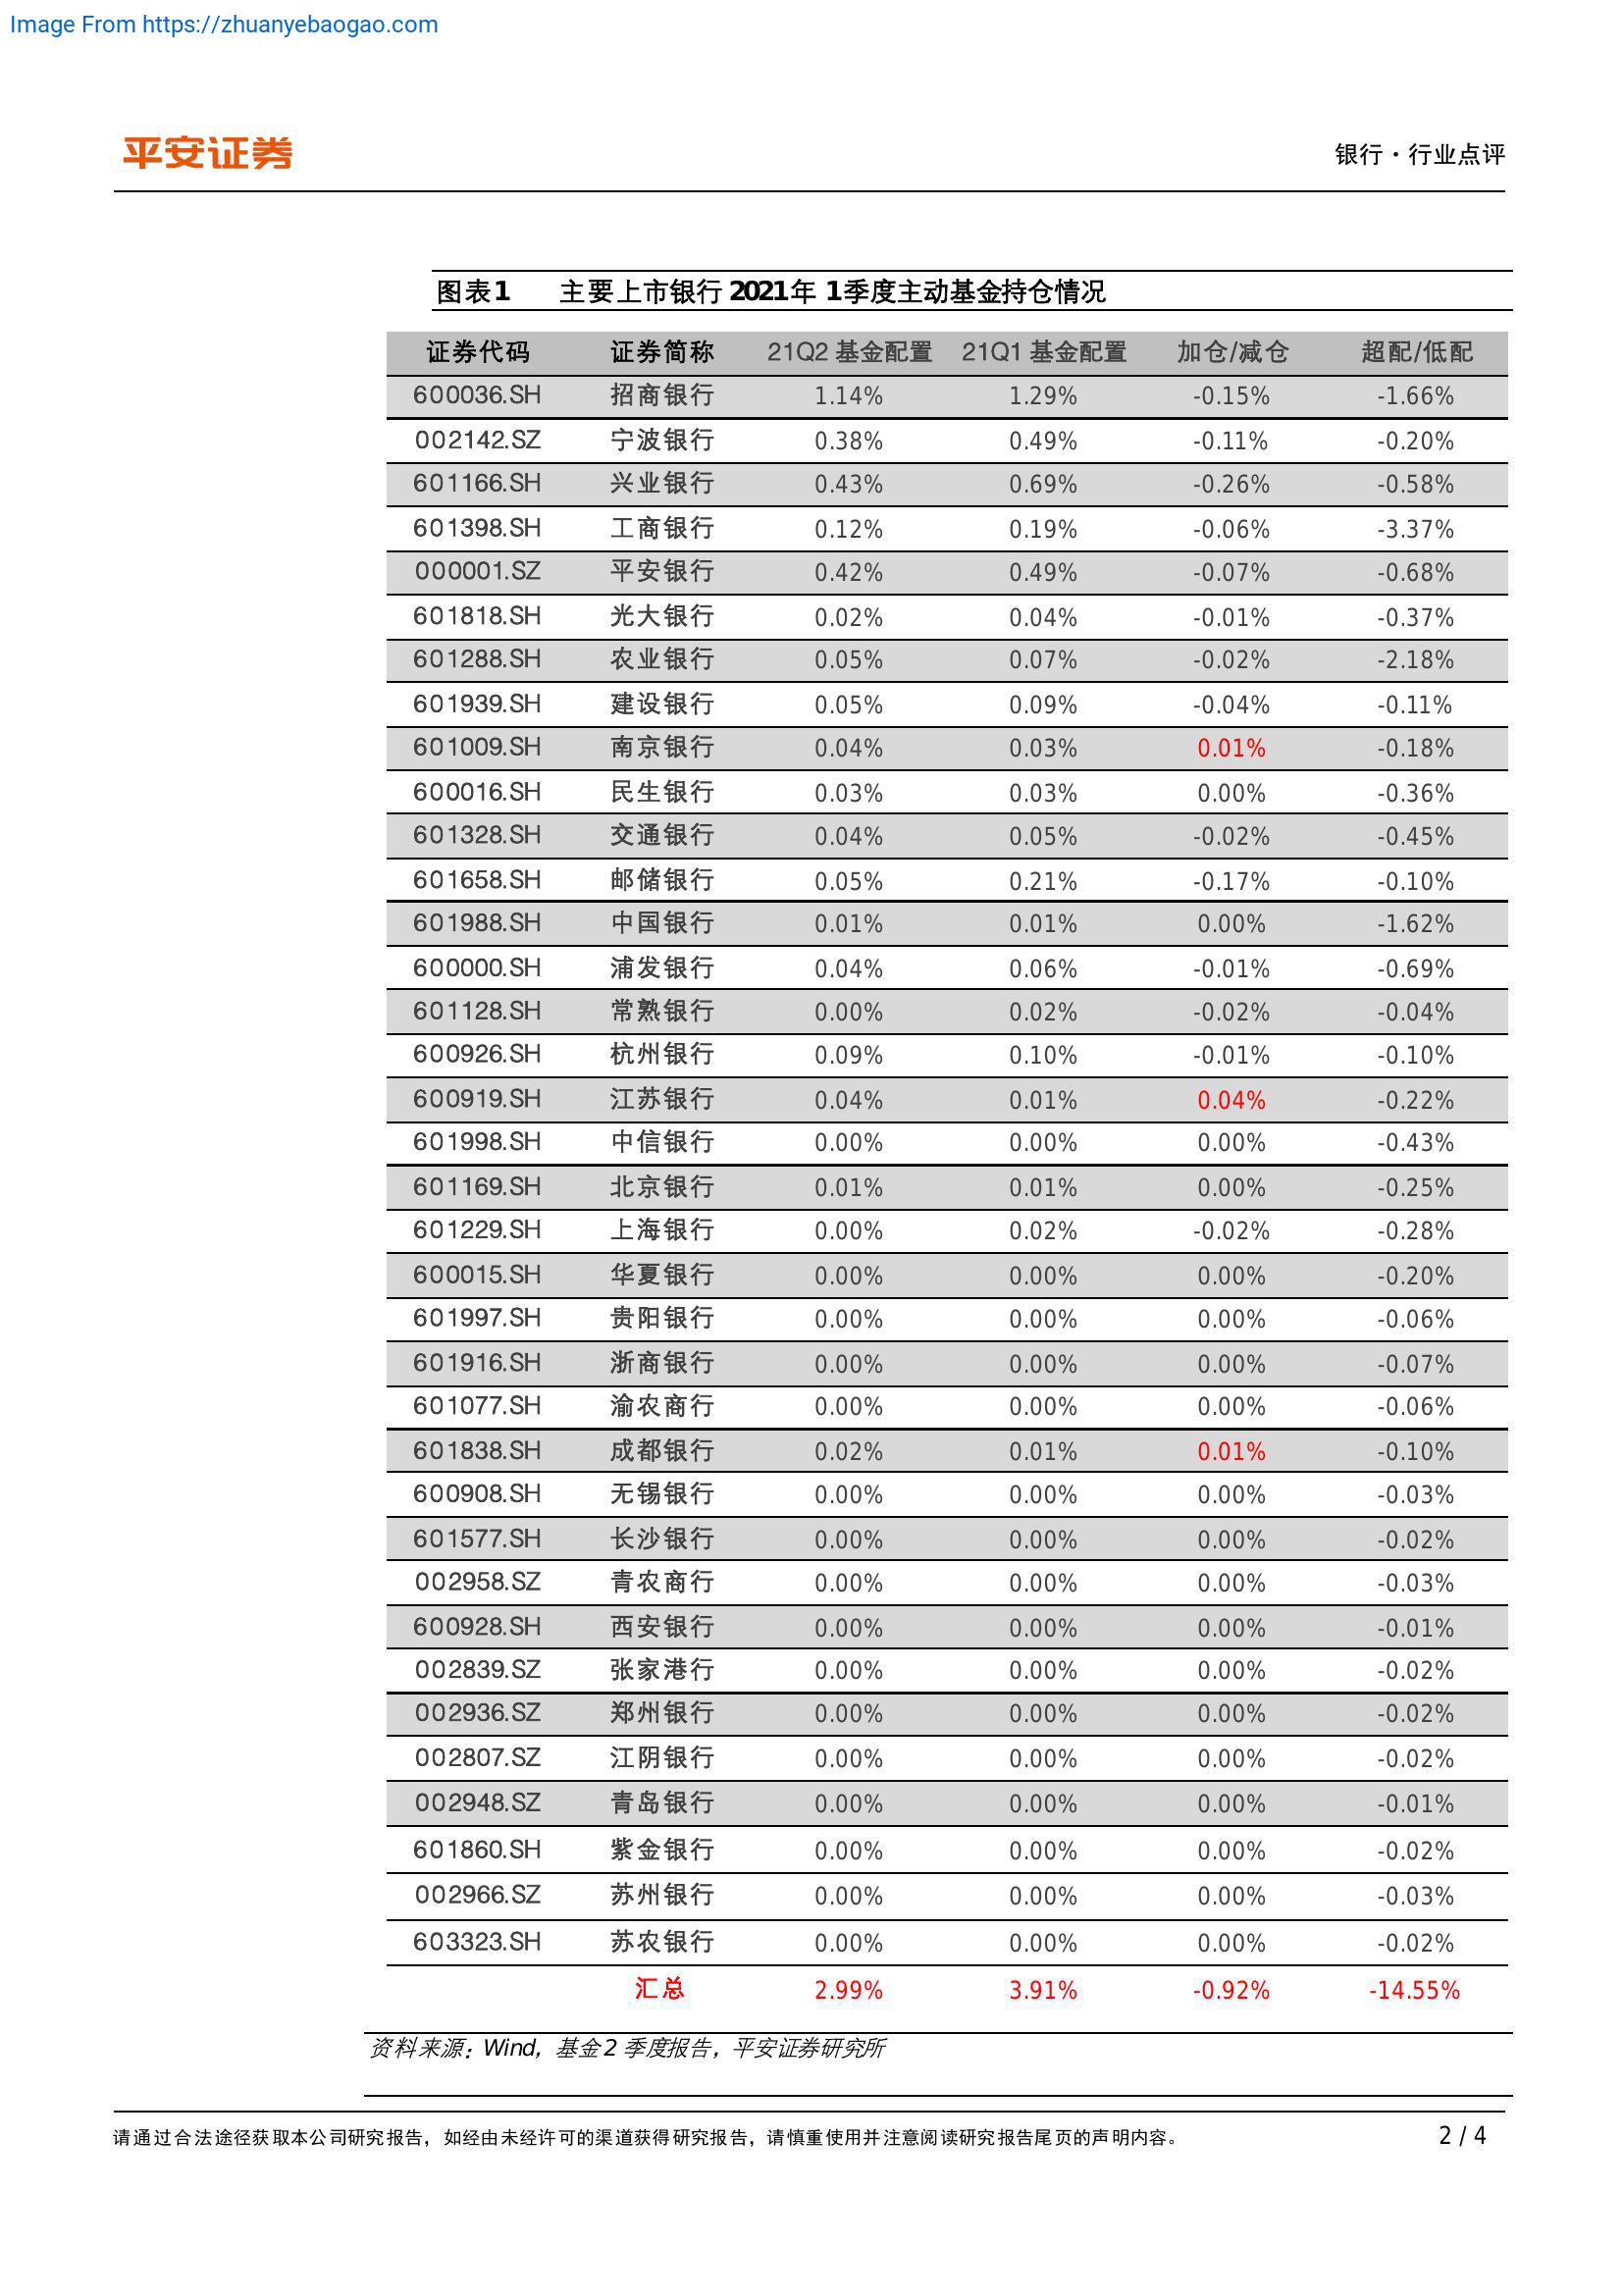 Image From https://zhuanyebaogao.com
平安证券
银行·行业点评
图表1 主要上市银行 2021年 1季度主动基金持仓情况
证券代码 证券简称 21Q2 基金配置 21Q1 基金配置 加仓/减仓 超配/低配
600036.SH 招商银行 1.14% 1.29% -0.15% -1.66%
002142.SZ 宁波银行 0.38% 0.49% -0.11% -0.20%
601166.SH 兴业银行 0.43% 0.69% -0.26% -0.58%
601398.SH 工商银行 0.12% 0.19% -0.06% -3.37%
000001.SZ 平安银行 0.42% 0.49% -0.07% -0.68%
601818.SH 光大银行 0.02% 0.04% -0.01% -0.37%
601288.SH 农业银行 0.05% 0.07% -0.02% -2.18%
601939.SH 建设银行 0.05% 0.09% -0.04% -0.11%
601009.SH 南京银行 0.04% 0.03% 0.01% -0.18%
600016.SH 民生银行 0.03% 0.03% 0.00% -0.36%
601328.SH 交通银行 0.04% 0.05% -0.02% -0.45%
601658.SH 邮储银行 0.05% 0.21% -0.17% -0.10%
601988.SH 中国银行 0.01% 0.01% 0.00% -1.62%
600000.SH 浦发银行 0.04% 0.06% -0.01% -0.69%
601128.SH 常熟银行 0.00% 0.02% -0.02% -0.04%
600926.SH 杭州银行 0.09% 0.10% -0.01% -0.10%
600919.SH 江苏银行 0.04% 0.01% 0.04% -0.22%
601998.SH 中信银行 0.00% 0.00% 0.00% -0.43%
601169.SH 北京银行 0.01% 0.01% 0.00% -0.25%
601229.SH 上海银行 0.00% 0.02% -0.02% -0.28%
600015.SH 华夏银行 0.00% 0.00% 0.00% -0.20%
601997.SH 贵阳银行 0.00% 0.00% 0.00% -0.06%
601916.SH 浙商银行 0.00% 0.00% 0.00% -0.07%
601077.SH 渝农商行 0.00% 0.00% 0.00% -0.06%
601838.SH 成都银行 0.02% 0.01% 0.01% -0.10%
600908.SH 无锡银行 0.00% 0.00% 0.00% -0.03%
601577.SH 长沙银行 0.00% 0.00% 0.00% -0.02%
002958.SZ 青农商行 0.00% 0.00% 0.00% -0.03%
600928.SH 西安银行 0.00% 0.00% 0.00% -0.01%
002839.SZ 张家港行 0.00% 0.00% 0.00% -0.02%
002936.SZ 郑州银行 0.00% 0.00% 0.00% -0.02%
002807.SZ 江阴银行 0.00% 0.00% 0.00% -0.02%
002948.SZ 青岛银行 0.00% 0.00% 0.00% -0.01%
601860.SH 紫金银行 0.00% 0.00% 0.00% -0.02%
002966.SZ 苏州银行 0.00% 0.00% 0.00% -0.03%
603323.SH 苏农银行 0.00% 0.00% 0.00% -0.02%
汇总 2.99% 3.91% -0.92% -14.55%
资料来源：Wind，基金2 季度报告，平安证券研究所
请通过合法途径获取本公司研究报告，如经由未经许可的渠道获得研究报告，请慎重使用并注意阅读研究报告尾页的声明内容。
2 / 4